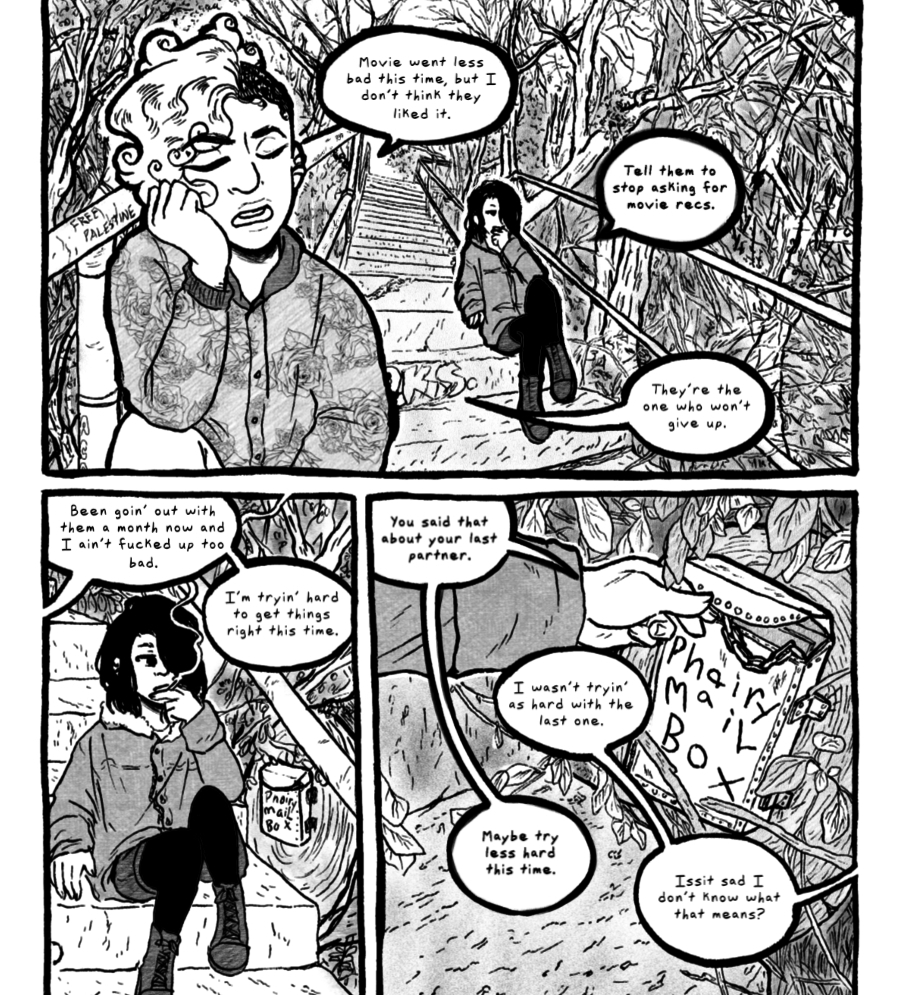 Movie went less
bad this time, but I
don't think they
liked it.
Tell them to
stop asking for
movie recs.
FREE
PALESTINE
They're the
one who won't
give up.
Been goin' out with
them a month now and
I ain't fucked up too
bad.
I'm tryin' hard
to get things
right this time.
Phairy
mail
Box
You said that
about your last
partner.
Phairy
MaiL
BOX
I wasn't tryin'
as hard with the
last one.
Maybe try
less hard
this time.
Issit sad I
don't know what
that means?